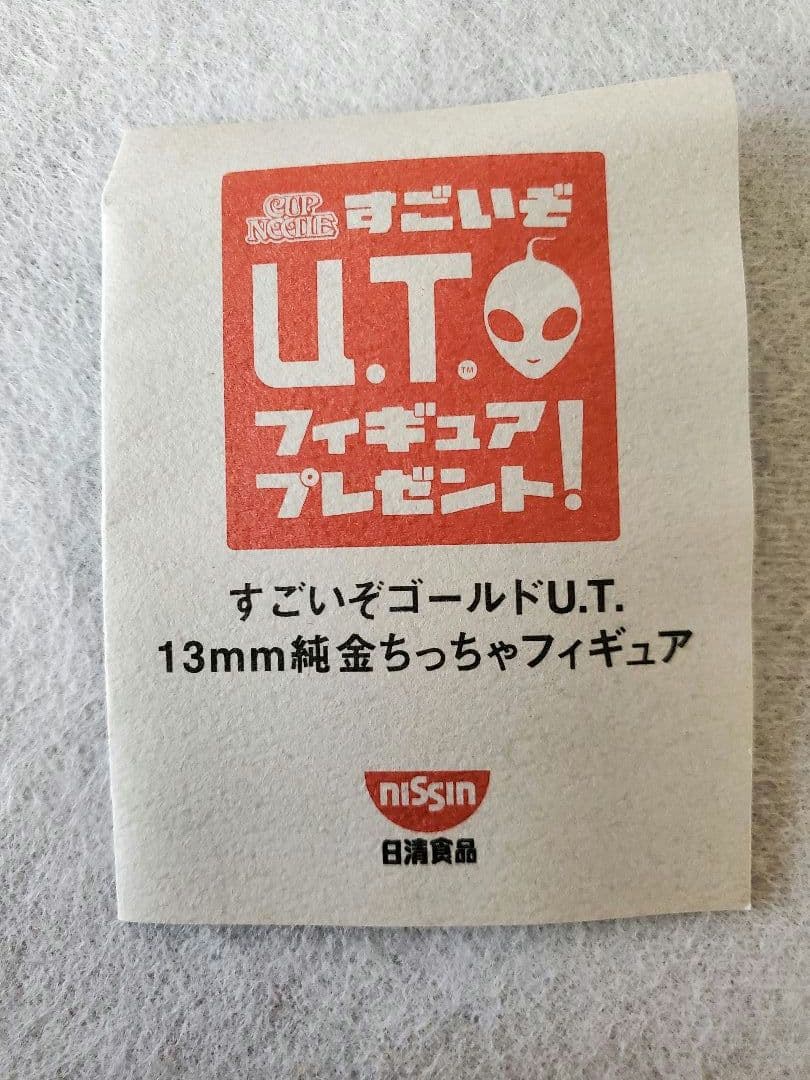 CUP NOODLE すごいぞ
U.T.™
フィギュア
プレゼント!
すごいぞゴールドU.T.
13mm純金ちっちゃフィギュア
NISSIN
日清食品